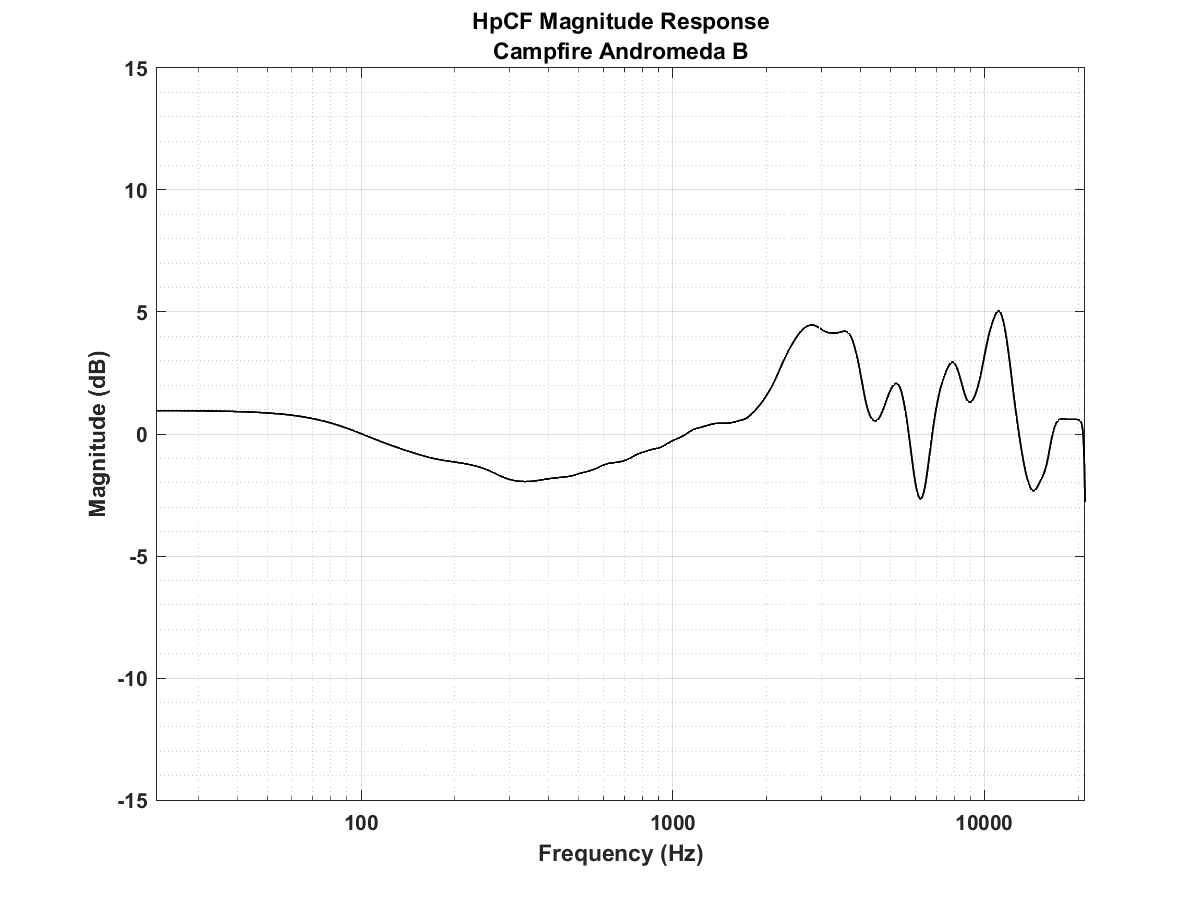 HpCF Magnitude Response
Campfire Andromeda B
15
10
5
0
-5
-10
-15
Magnitude (dB)
100
1000
10000
Frequency (Hz)